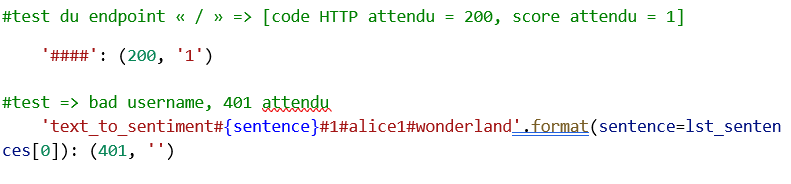 #test du endpoint « / » => [code HTTP attendu = 200, score attendu = 1]
'####': (200, '1')
#test => bad username, 401 attendu
'text_to_sentiment#{sentence}#1#alice1#wonderland'.format(sentence=lst_senten
ces[0]): (401, '')